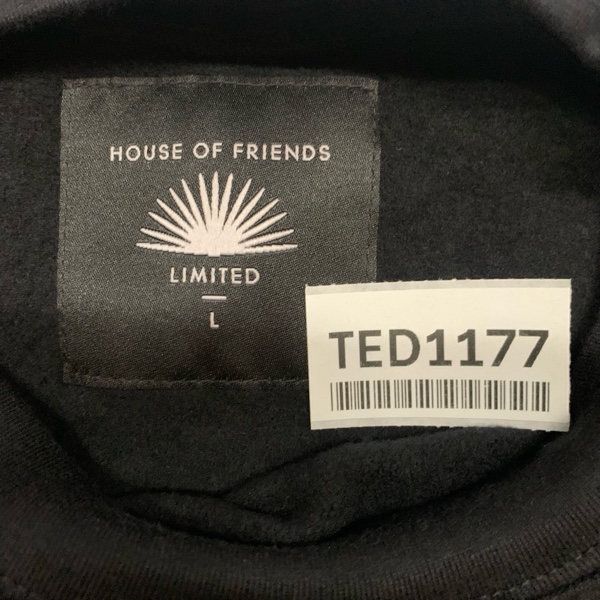 HOUSE OF FRIENDS
LIMITED
L
TED1177